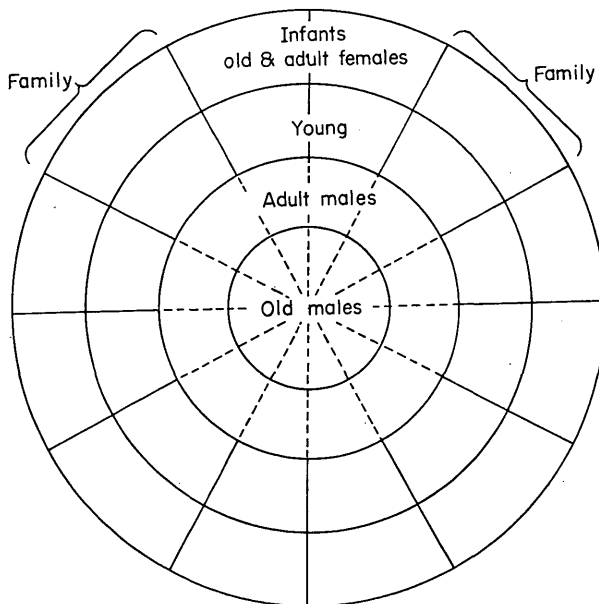 Infants
old & adult females
Family
Family
Young
Adult males
Old males